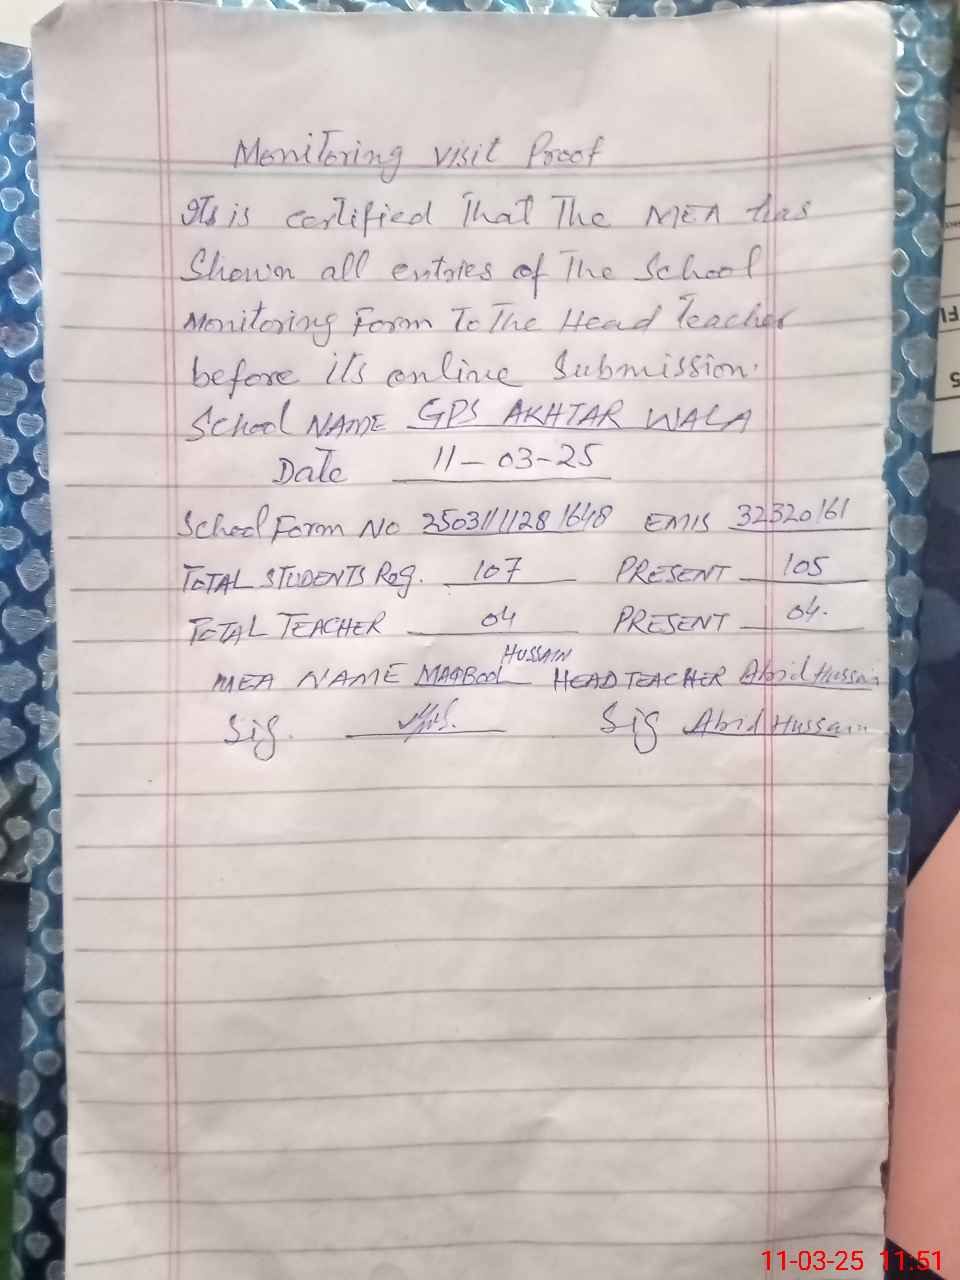 Monitoring visit Proof
Its is certified That The MEA has
Shown all entries of The School
Monitoring Form To The Head Teacher
before its online Submission.
School NAME GPS AKHTAR WALA
Date 11-03-25
School Form No 2503111281648 EMIS 32320161
TOTAL STUDENTS Reg. 107 PRESENT 105
TOTAL TEACHER 04 PRESENT 04.
MEA NAME MAQBOOL HUSSAIN HEAD TEACHER Abid Hussain
Sig. Sig Abid Hussain
11-03-25 11:51